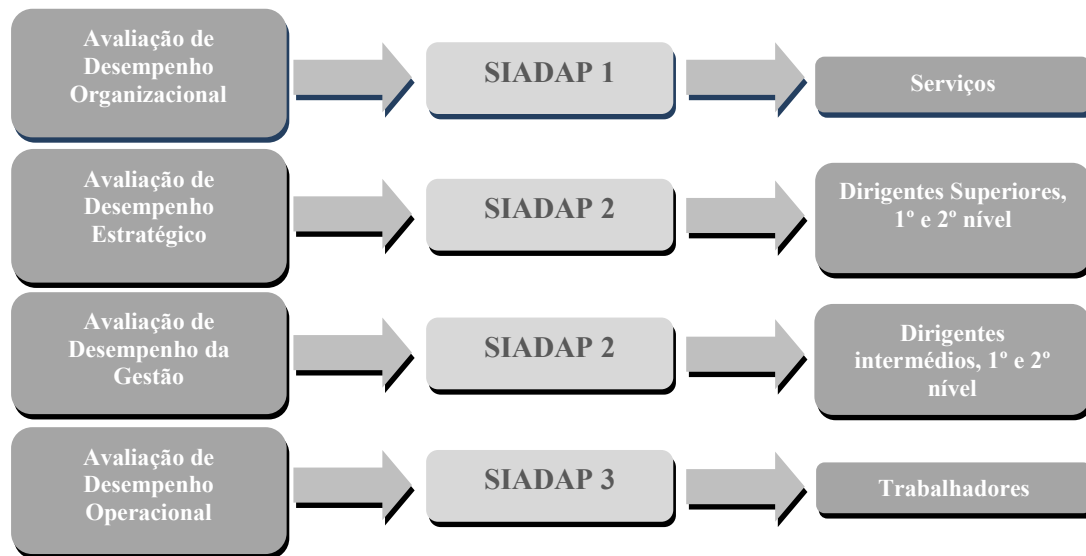 Avaliação de
Desempenho
Organizacional
SIADAP 1
Serviços
Avaliação de
Desempenho
Estratégico
SIADAP 2
Dirigentes Superiores,
1º e 2º nível
Avaliação de
Desempenho da
Gestão
SIADAP 2
Dirigentes
intermédios, 1º e 2º
nível
Avaliação de
Desempenho
Operacional
SIADAP 3
Trabalhadores